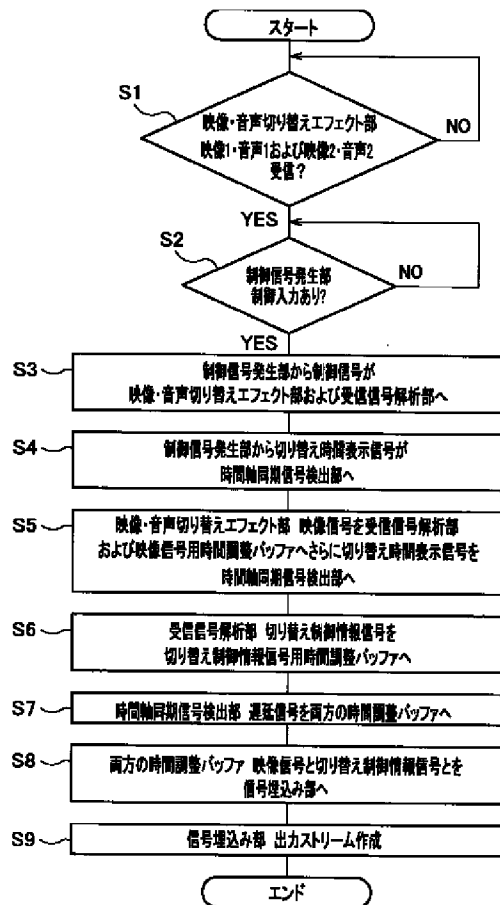 スタート
S1
映像・音声切り替えエフェクト部
映像1・音声1および映像2・音声2
受信？
NO
YES
S2
制御信号発生部
制御入力あり?
NO
YES
S3
制御信号発生部から制御信号が
映像・音声切り替えエフェクト部および受信信号解析部へ
S4
制御信号発生部から切り替え時間表示信号が
時間軸同期信号検出部へ
S5
映像・音声切り替えエフェクト部 映像信号を受信信号解析部
および映像信号用時間調整バッファへさらに切り替え時間表示信号を
時間軸同期信号検出部へ
S6
受信信号解析部 切り替え制御情報信号を
切り替え制御情報信号用時間調整バッファへ
S7
時間軸同期信号検出部 遅延信号を両方の時間調整バッファへ
S8
両方の時間調整バッファ 映像信号と切り替え制御情報信号とを
信号埋込み部へ
S9
信号埋込み部 出力ストリーム作成
エンド